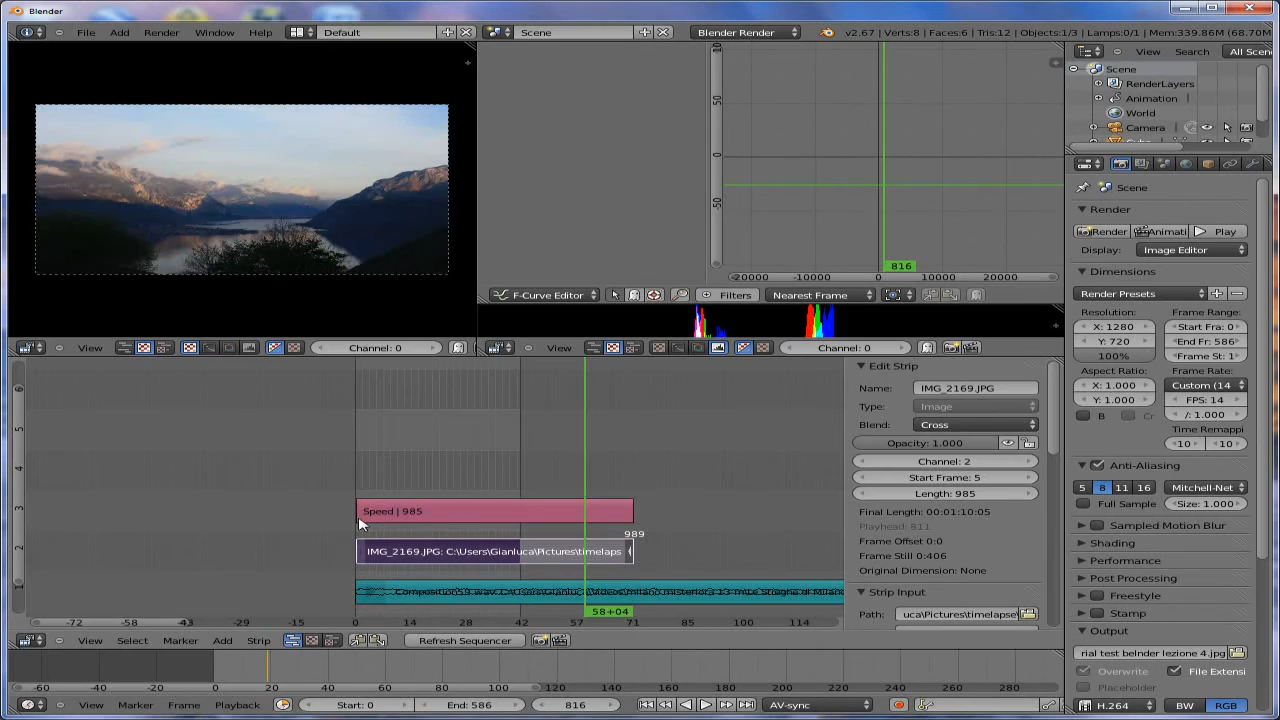 Blender
File Add Render Window Help Default Scene Blender Render v2.67 | Verts:8 | Faces:6 | Tris:12 | Objects:1/3 | Lamps:0/1 | Mem:339.86M (68.70M
View Search All Scen
Scene
RenderLayers
Animation
World
Camera
Scene
Render
Render Animati Play
Display: Image Editor
Dimensions
Render Presets
Resolution: Frame Range:
X: 1280 Start Fra: 0
Y: 720 End Fr: 586
100% Frame St: 1
Aspect Ratio: Frame Rate:
X: 1.000 Custom (14
Y: 1.000 FPS: 14
B Cr /: 1.000
Time Remappi
10 10
Anti-Aliasing
5 8 11 16 Mitchell-Net
Full Sample Size: 1.000
Sampled Motion Blur
Shading
Performance
Post Processing
Freestyle
Stamp
Output
rial test belnder lezione 4.jpg
Overwrite File Extensi
Placeholder
H.264 BW RGB
50
0
-50
816
-20000 -10000 0 10000 20000
F-Curve Editor Filters Nearest Frame
View Channel: 0 View Channel: 0
Edit Strip
Name: IMG_2169.JPG
Type: Image
Blend: Cross
Opacity: 1.000
Channel: 2
Start Frame: 5
Length: 985
Final Length: 00:01:10:05
Playhead: 811
Frame Offset 0:0
Frame Still 0:406
Original Dimension: None
Strip Input
Path: uca\Pictures\timelapse\
6
5
4
3
2
1
Speed | 985
989
IMG_2169.JPG: C:\Users\Gianluca\Pictures\timelaps
58+04
-72 -57 -43 -29 -15 0 14 28 42 57 71 85 100 114
View Select Marker Add Strip Refresh Sequencer
-60 -40 -20 0 20 40 60 80 100 120 140 160 180 200 220 240 260 280
View Marker Frame Playback Start: 0 End: 586 816 AV-sync